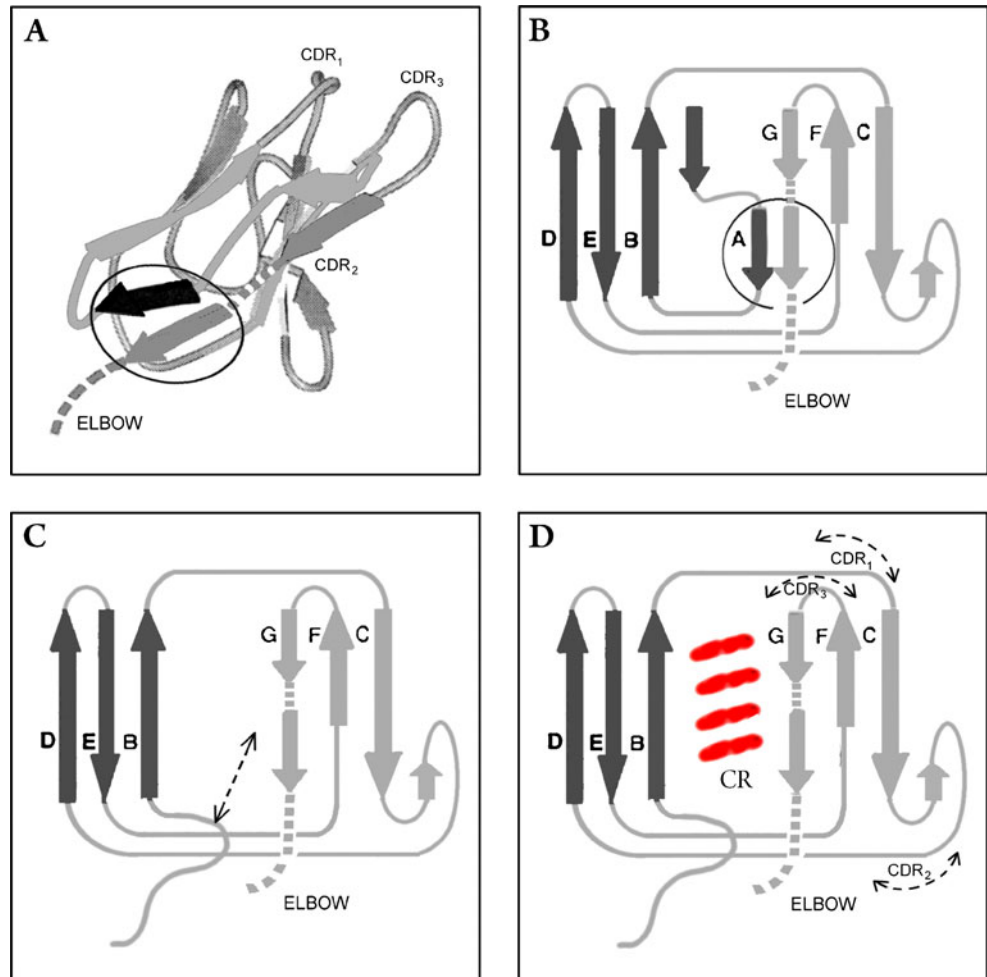 A
CDR1
CDR3
CDR2
ELBOW
B
G F C
D E B A
ELBOW
C
G F C
D E B
ELBOW
D
CDR1
CDR3
G F C
D E B
CR
CDR2
ELBOW